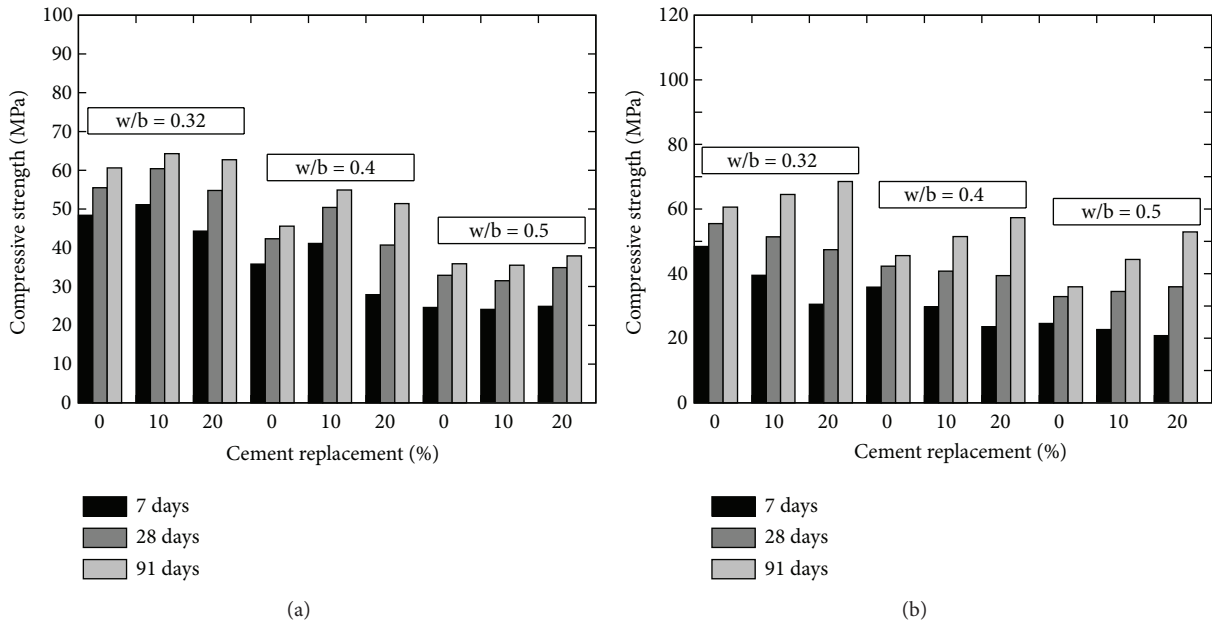 100
90
80
70
60
50
40
30
20
10
0
Compressive strength (MPa)
w/b = 0.32
w/b = 0.4
w/b = 0.5
0 10 20 0 10 20 0 10 20
Cement replacement (%)
7 days
28 days
91 days
(a)
120
100
80
60
40
20
0
Compressive strength (MPa)
w/b = 0.32
w/b = 0.4
w/b = 0.5
0 10 20 0 10 20 0 10 20
Cement replacement (%)
7 days
28 days
91 days
(b)